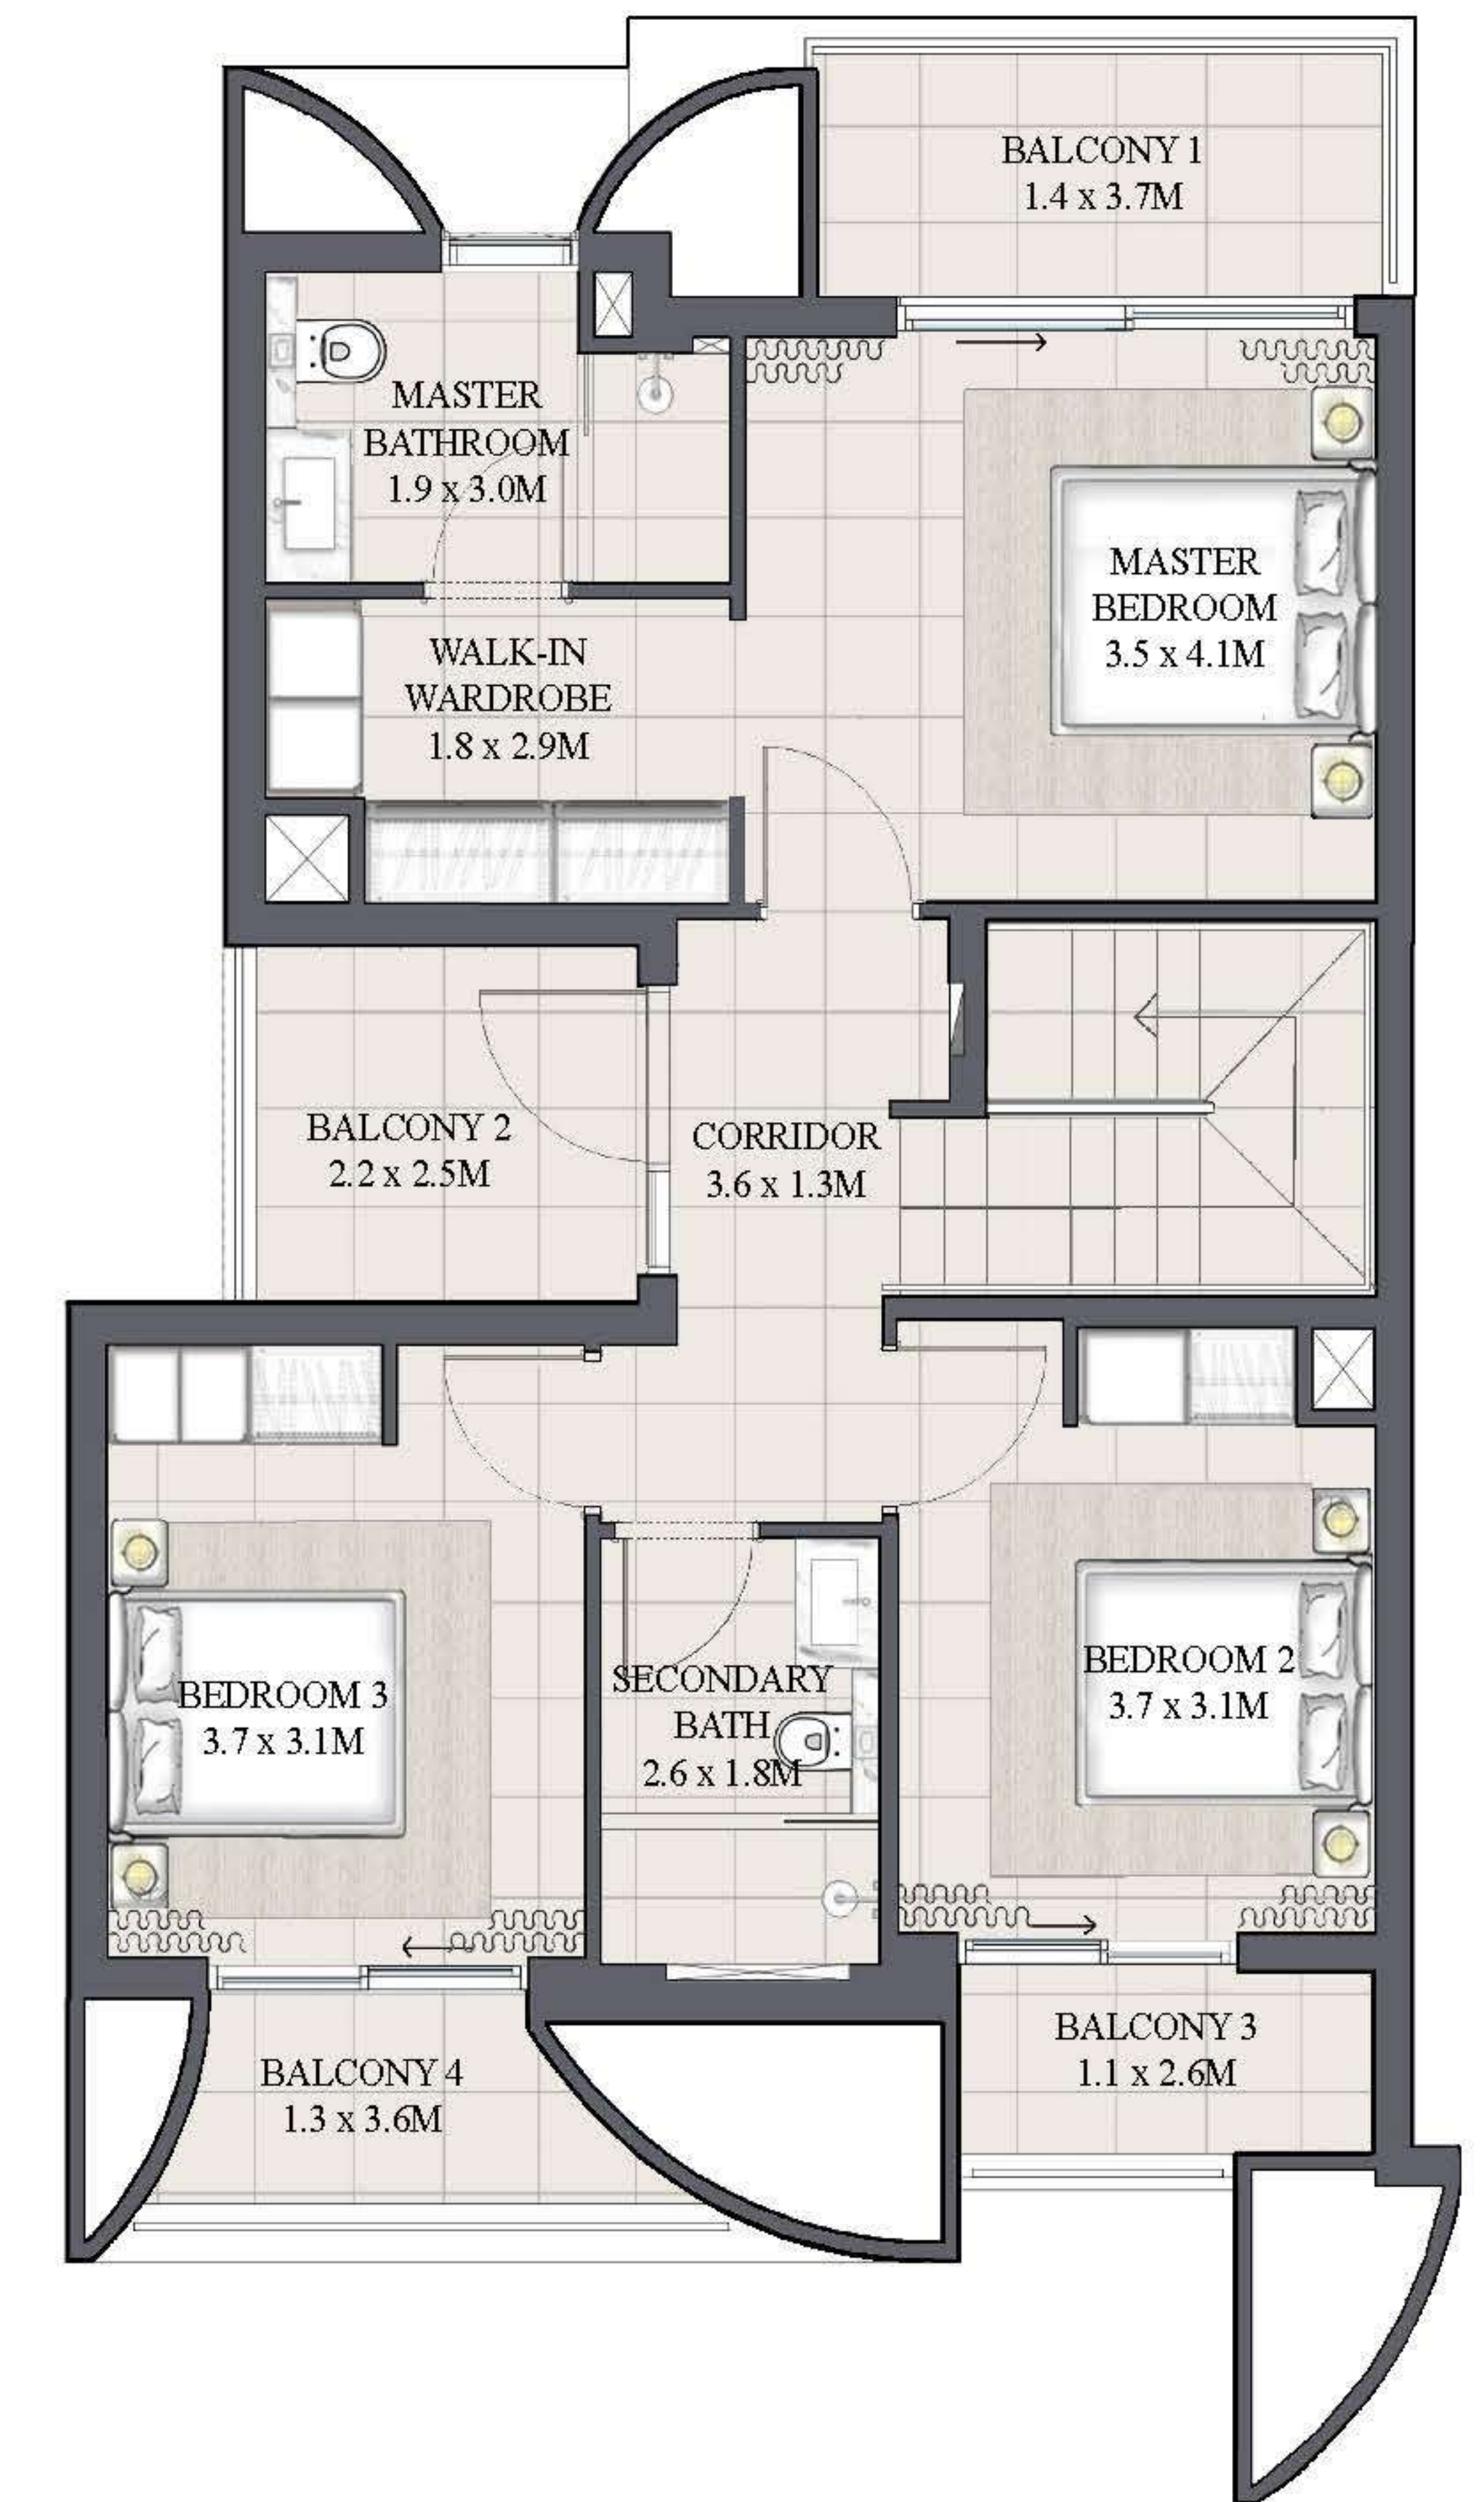 BALCONY 1
1.4 x 3.7M
MASTER
BATHROOM
1.9 x 3.0M
MASTER
BEDROOM
3.5 x 4.1M
WALK-IN
WARDROBE
1.8 x 2.9M
BALCONY 2
2.2 x 2.5M
CORRIDOR
3.6 x 1.3M
BEDROOM 3
3.7 x 3.1M
SECONDARY
BATH
2.6 x 1.8M
BEDROOM 2
3.7 x 3.1M
BALCONY 4
1.3 x 3.6M
BALCONY 3
1.1 x 2.6M